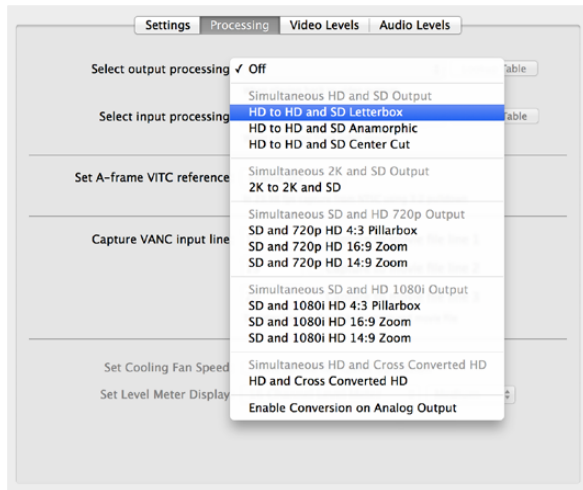 Settings Processing Video Levels Audio Levels
Select output processing ✓ Off
Table
Simultaneous HD and SD Output
HD to HD and SD Letterbox
Select input processing
Table
HD to HD and SD Anamorphic
HD to HD and SD Center Cut
Simultaneous 2K and SD Output
Set A-frame VITC reference
2K to 2K and SD
Simultaneous SD and HD 720p Output
SD and 720p HD 4:3 Pillarbox
Capture VANC input line
SD and 720p HD 16:9 Zoom
SD and 720p HD 14:9 Zoom
Simultaneous SD and HD 1080i Output
SD and 1080i HD 4:3 Pillarbox
SD and 1080i HD 16:9 Zoom
SD and 1080i HD 14:9 Zoom
Simultaneous HD and Cross Converted HD
Set Cooling Fan Speed
HD and Cross Converted HD
Set Level Meter Display
Enable Conversion on Analog Output